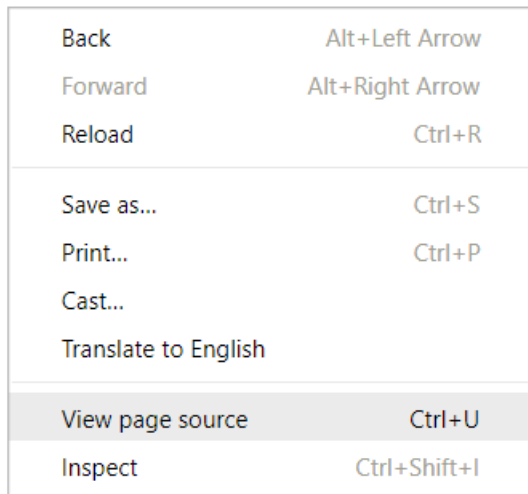 Back Alt+Left Arrow
Forward Alt+Right Arrow
Reload Ctrl+R
Save as... Ctrl+S
Print... Ctrl+P
Cast...
Translate to English
View page source Ctrl+U
Inspect Ctrl+Shift+I